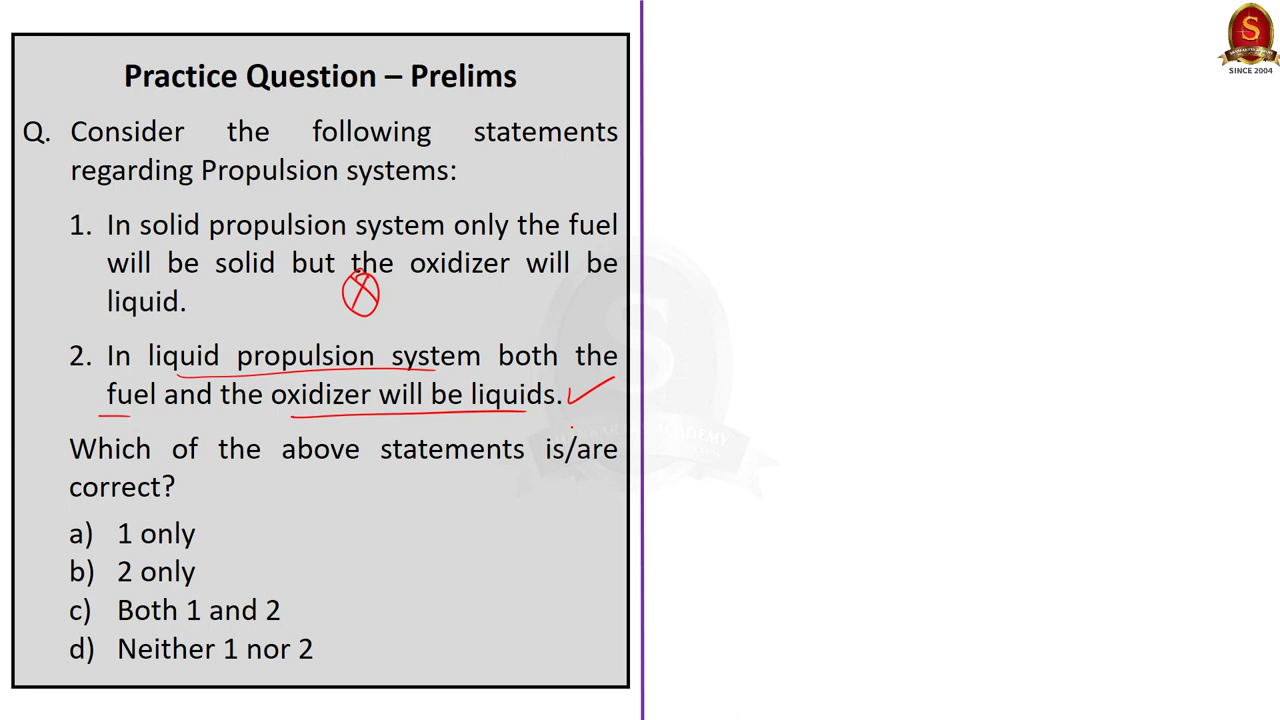 Practice Question – Prelims
Q. Consider the following statements
regarding Propulsion systems:
1. In solid propulsion system only the fuel
will be solid but the oxidizer will be
liquid.
2. In liquid propulsion system both the
fuel and the oxidizer will be liquids.
Which of the above statements is/are
correct?
a) 1 only
b) 2 only
c) Both 1 and 2
d) Neither 1 nor 2
S
SINCE 2004